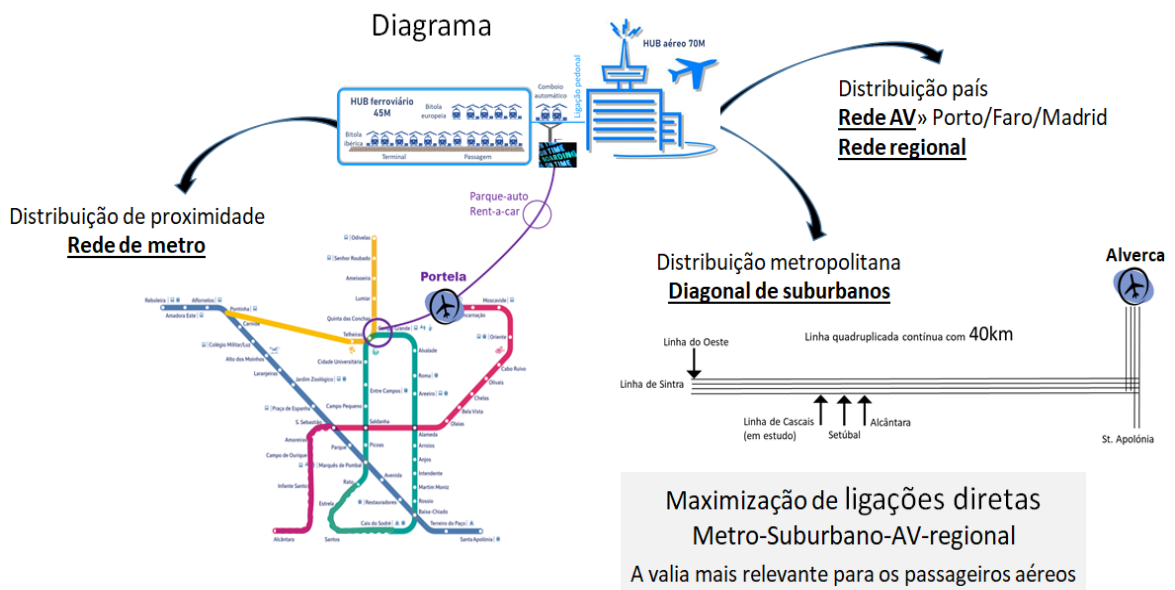 Diagrama
HUB aéreo 70M
Ligação pedonal
Comboio
automático
HUB ferroviário
45M
Bitola
europeia
Bitola
ibérica
Terminal
Passagem
Distribuição país
Rede AV» Porto/Faro/Madrid
Rede regional
Parque-auto
Rent-a-car
Distribuição de proximidade
Rede de metro
Portela
Odivelas
Senhor Roubado
Ameixoeira
Lumiar
Quinta das Conchas
Telheiras
Reboleira
Alfornelos
Amadora Este
Pontinha
Carnide
Colégio Militar/Luz
Alto dos Moinhos
Laranjeiras
Jardim Zoológico
Praça de Espanha
S. Sebastião
Parque
Marquês de Pombal
Avenida
Restauradores
Baixa-Chiado
Terreiro do Paço
Santa Apolónia
Cidade Universitária
Entre Campos
Campo Pequeno
Saldanha
Picoas
Rato
Estrela
Santos
Cais do Sodré
Alvalade
Roma
Areeiro
Alameda
Arroios
Anjos
Intendente
Martim Moniz
Rossio
Moscavide
Encarnação
Oriente
Cabo Ruivo
Olivais
Chelas
Bela Vista
Olaias
Amoreiras
Campo de Ourique
Infante Santo
Alcântara
Distribuição metropolitana
Diagonal de suburbanos
Alverca
Linha do Oeste
Linha quadruplicada contínua com 40km
Linha de Sintra
Linha de Cascais
(em estudo)
Setúbal
Alcântara
St. Apolónia
Maximização de ligações diretas
Metro-Suburbano-AV-regional
A valia mais relevante para os passageiros aéreos